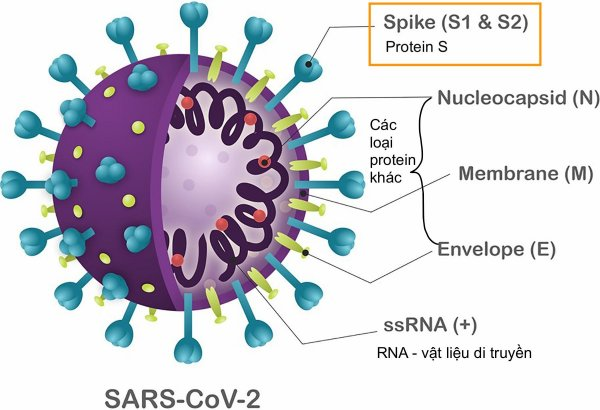 Spike (S1 & S2)
Protein S
Nucleocapsid (N)
Các
loại
protein
khác
Membrane (M)
Envelope (E)
ssRNA (+)
RNA - vật liệu di truyền
SARS-CoV-2